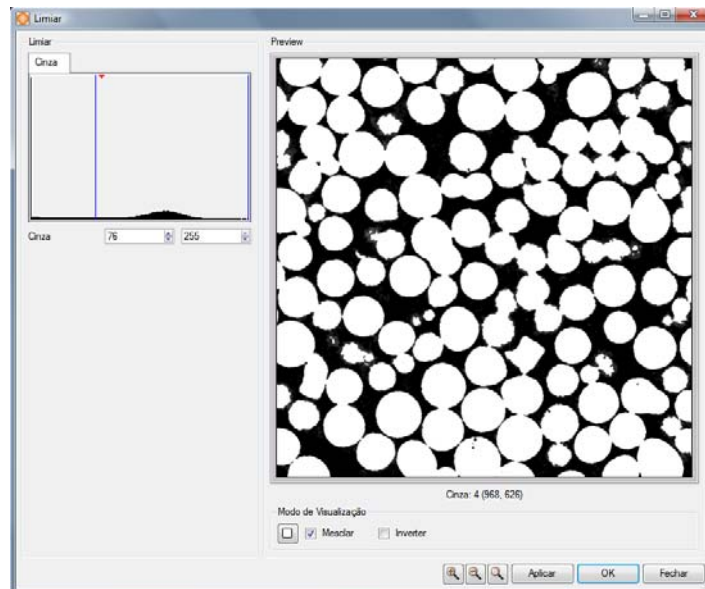 Limiar
Limiar
Cinza
Cinza 76 255
Preview
Cinza: 4 (968, 626)
Modo de Visualização
Mesclar Inverter
Aplicar OK Fechar